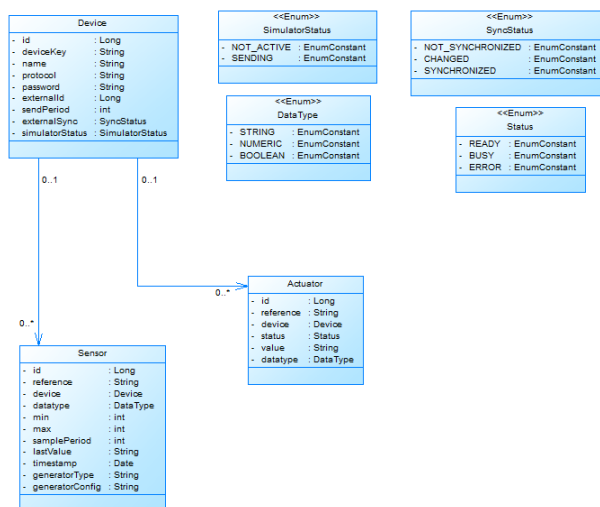 Device
- id : Long
- deviceKey : String
- name : String
- protocol : String
- password : String
- externalId : Long
- sendPeriod : int
- externalSync : SyncStatus
- simulatorStatus : SimulatorStatus
<<Enum>>
SimulatorStatus
- NOT_ACTIVE : EnumConstant
- SENDING : EnumConstant
<<Enum>>
SyncStatus
- NOT_SYNCHRONIZED : EnumConstant
- CHANGED : EnumConstant
- SYNCHRONIZED : EnumConstant
<<Enum>>
DataType
- STRING : EnumConstant
- NUMERIC : EnumConstant
- BOOLEAN : EnumConstant
<<Enum>>
Status
- READY : EnumConstant
- BUSY : EnumConstant
- ERROR : EnumConstant
0..1
0..1
0..*
0..*
Actuator
- id : Long
- reference : String
- device : Device
- status : Status
- value : String
- datatype : DataType
Sensor
- id : Long
- reference : String
- device : Device
- datatype : DataType
- min : int
- max : int
- samplePeriod : int
- lastValue : String
- timestamp : Date
- generatorType : String
- generatorConfig : String